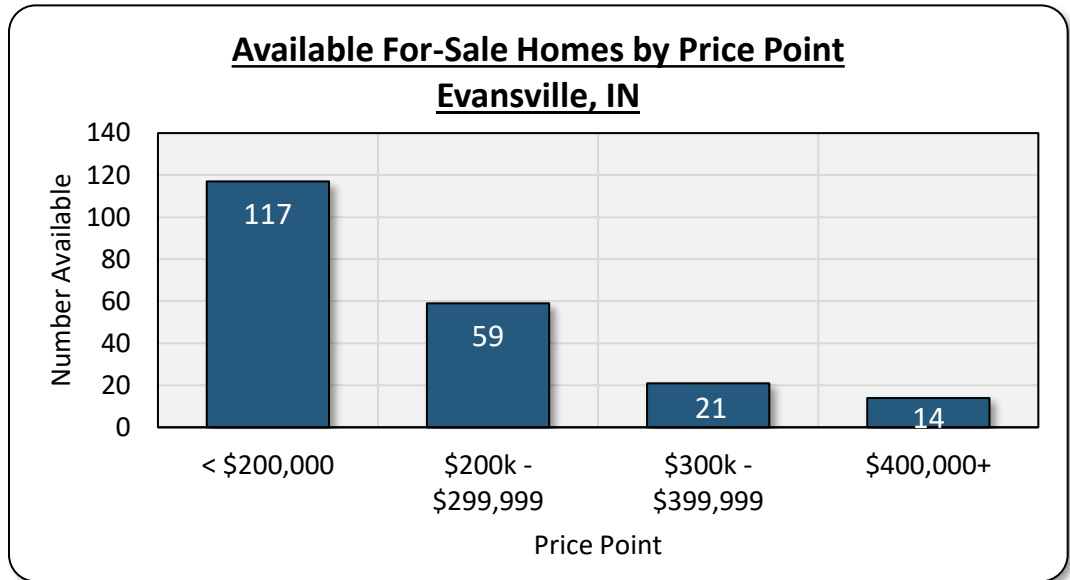 Available For-Sale Homes by Price Point
Evansville, IN
Number Available
140
120
100
80
60
40
20
0
117
59
21
14
< $200,000
$200k -
$299,999
$300k -
$399,999
$400,000+
Price Point